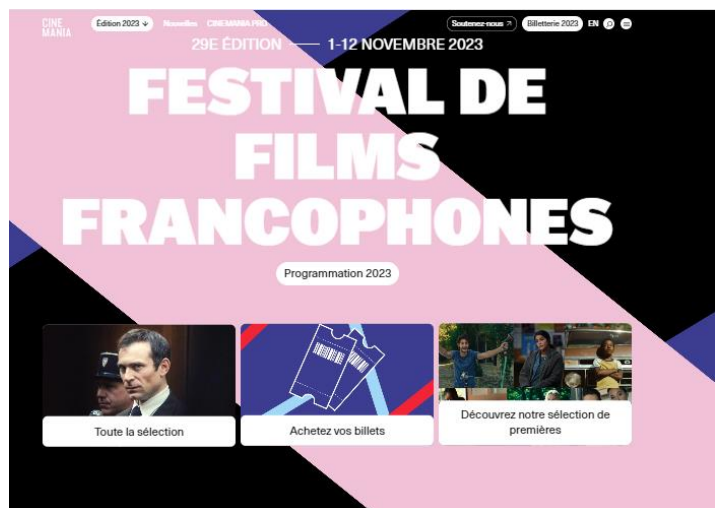 CINE
MANIA
Édition 2023 ↓
Nouvelles
CINEMANIA PRO
Soutenez-nous ↗
Billetterie 2023
EN
29E ÉDITION —— 1-12 NOVEMBRE 2023
FESTIVAL DE
FILMS
FRANCOPHONES
Programmation 2023
Toute la sélection
Achetez vos billets
Découvrez notre sélection de
premières